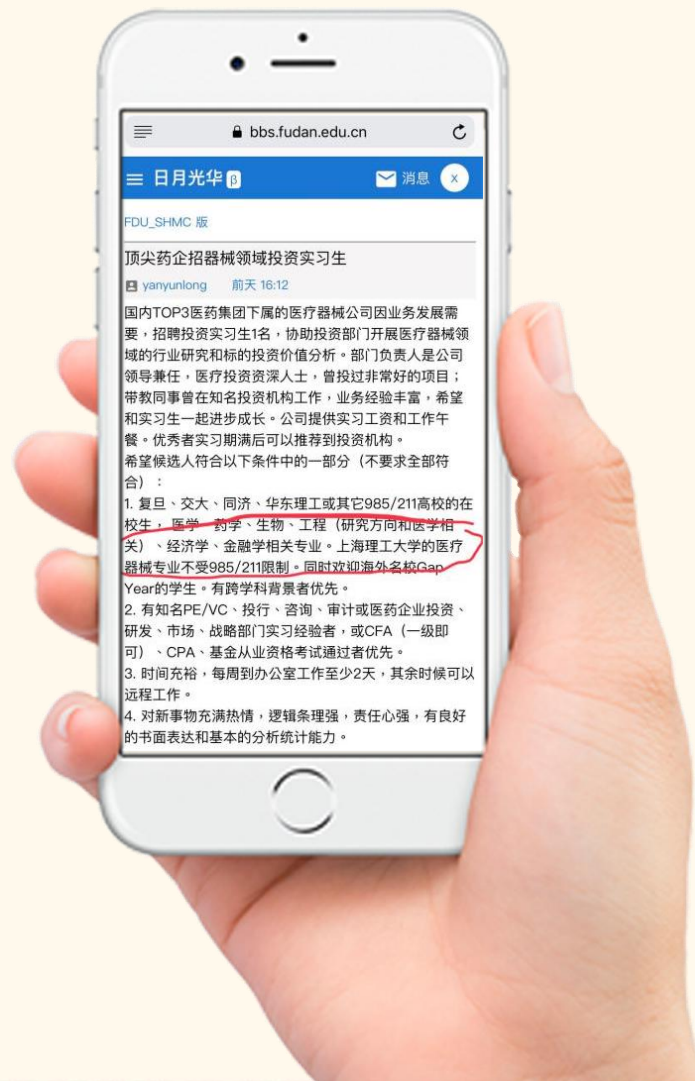 bbs.fudan.edu.cn
日月光华 β 消息 x
FDU_SHMC 版
顶尖药企招器械领域投资实习生
yanyunlong 前天 16:12
国内TOP3医药集团下属的医疗器械公司因业务发展需
要，招聘投资实习生1名，协助投资部门开展医疗器械领
域的行业研究和标的投资价值分析。部门负责人是公司
领导兼任，医疗投资资深人士，曾投过非常好的项目；
带教同事曾在知名投资机构工作，业务经验丰富，希望
和实习生一起进步成长。公司提供实习工资和工作午
餐。优秀者实习期满后可以推荐到投资机构。
希望候选人符合以下条件中的一部分（不要求全部符
合）：
1. 复旦、交大、同济、华东理工或其它985/211高校的在
校生，医学、药学、生物、工程（研究方向和医学相
关）、经济学、金融学相关专业。上海理工大学的医疗
器械专业不受985/211限制。同时欢迎海外名校Gap
Year的学生。有跨学科背景者优先。
2. 有知名PE/VC、投行、咨询、审计或医药企业投资、
研发、市场、战略部门实习经验者，或CFA（一级即
可）、CPA、基金从业资格考试通过者优先。
3. 时间充裕，每周到办公室工作至少2天，其余时候可以
远程工作。
4. 对新事物充满热情，逻辑条理强，责任心强，有良好
的书面表达和基本的分析统计能力。